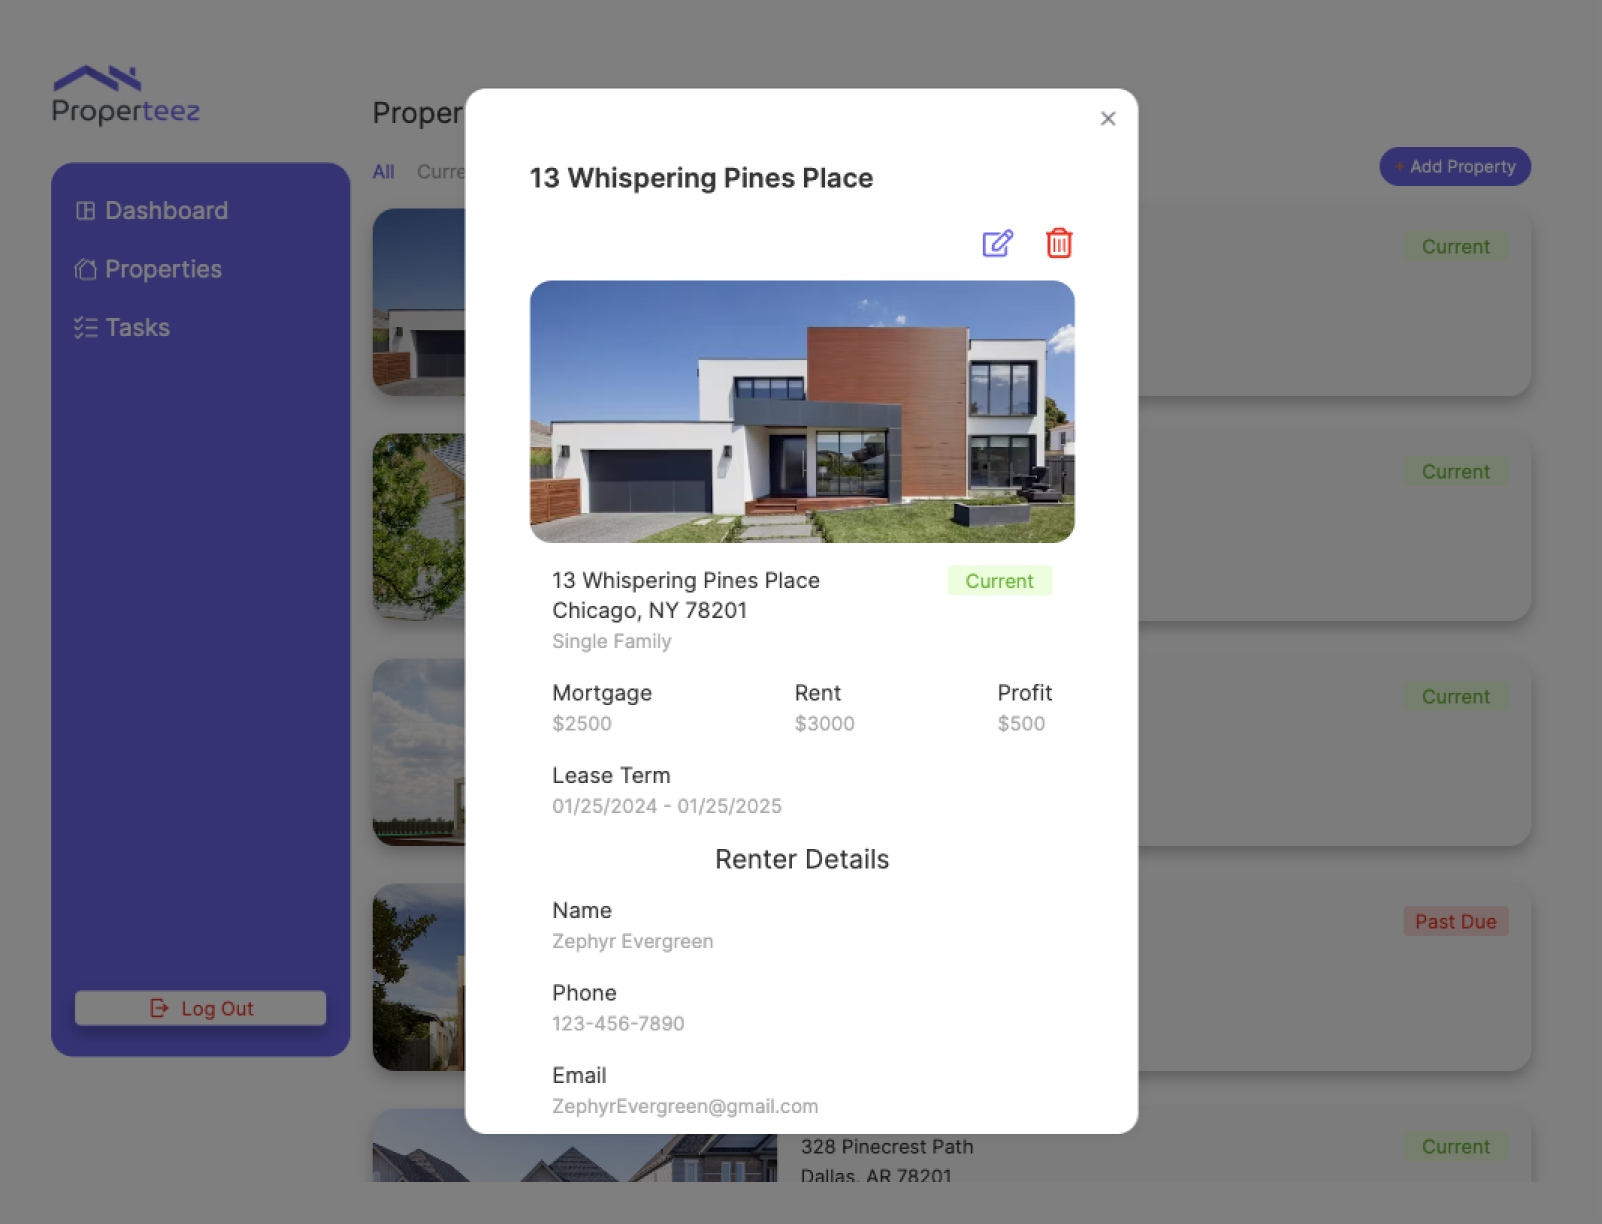 Properteez
Proper
All Curre
+ Add Property
Dashboard
Properties
Tasks
Log Out
×
13 Whispering Pines Place
13 Whispering Pines Place
Current
Chicago, NY 78201
Single Family
Mortgage Rent Profit
$2500 $3000 $500
Lease Term
01/25/2024 - 01/25/2025
Renter Details
Name
Zephyr Evergreen
Phone
123-456-7890
Email
ZephyrEvergreen@gmail.com
Current
Current
Current
Past Due
328 Pinecrest Path
Current
Dallas, AR 78201